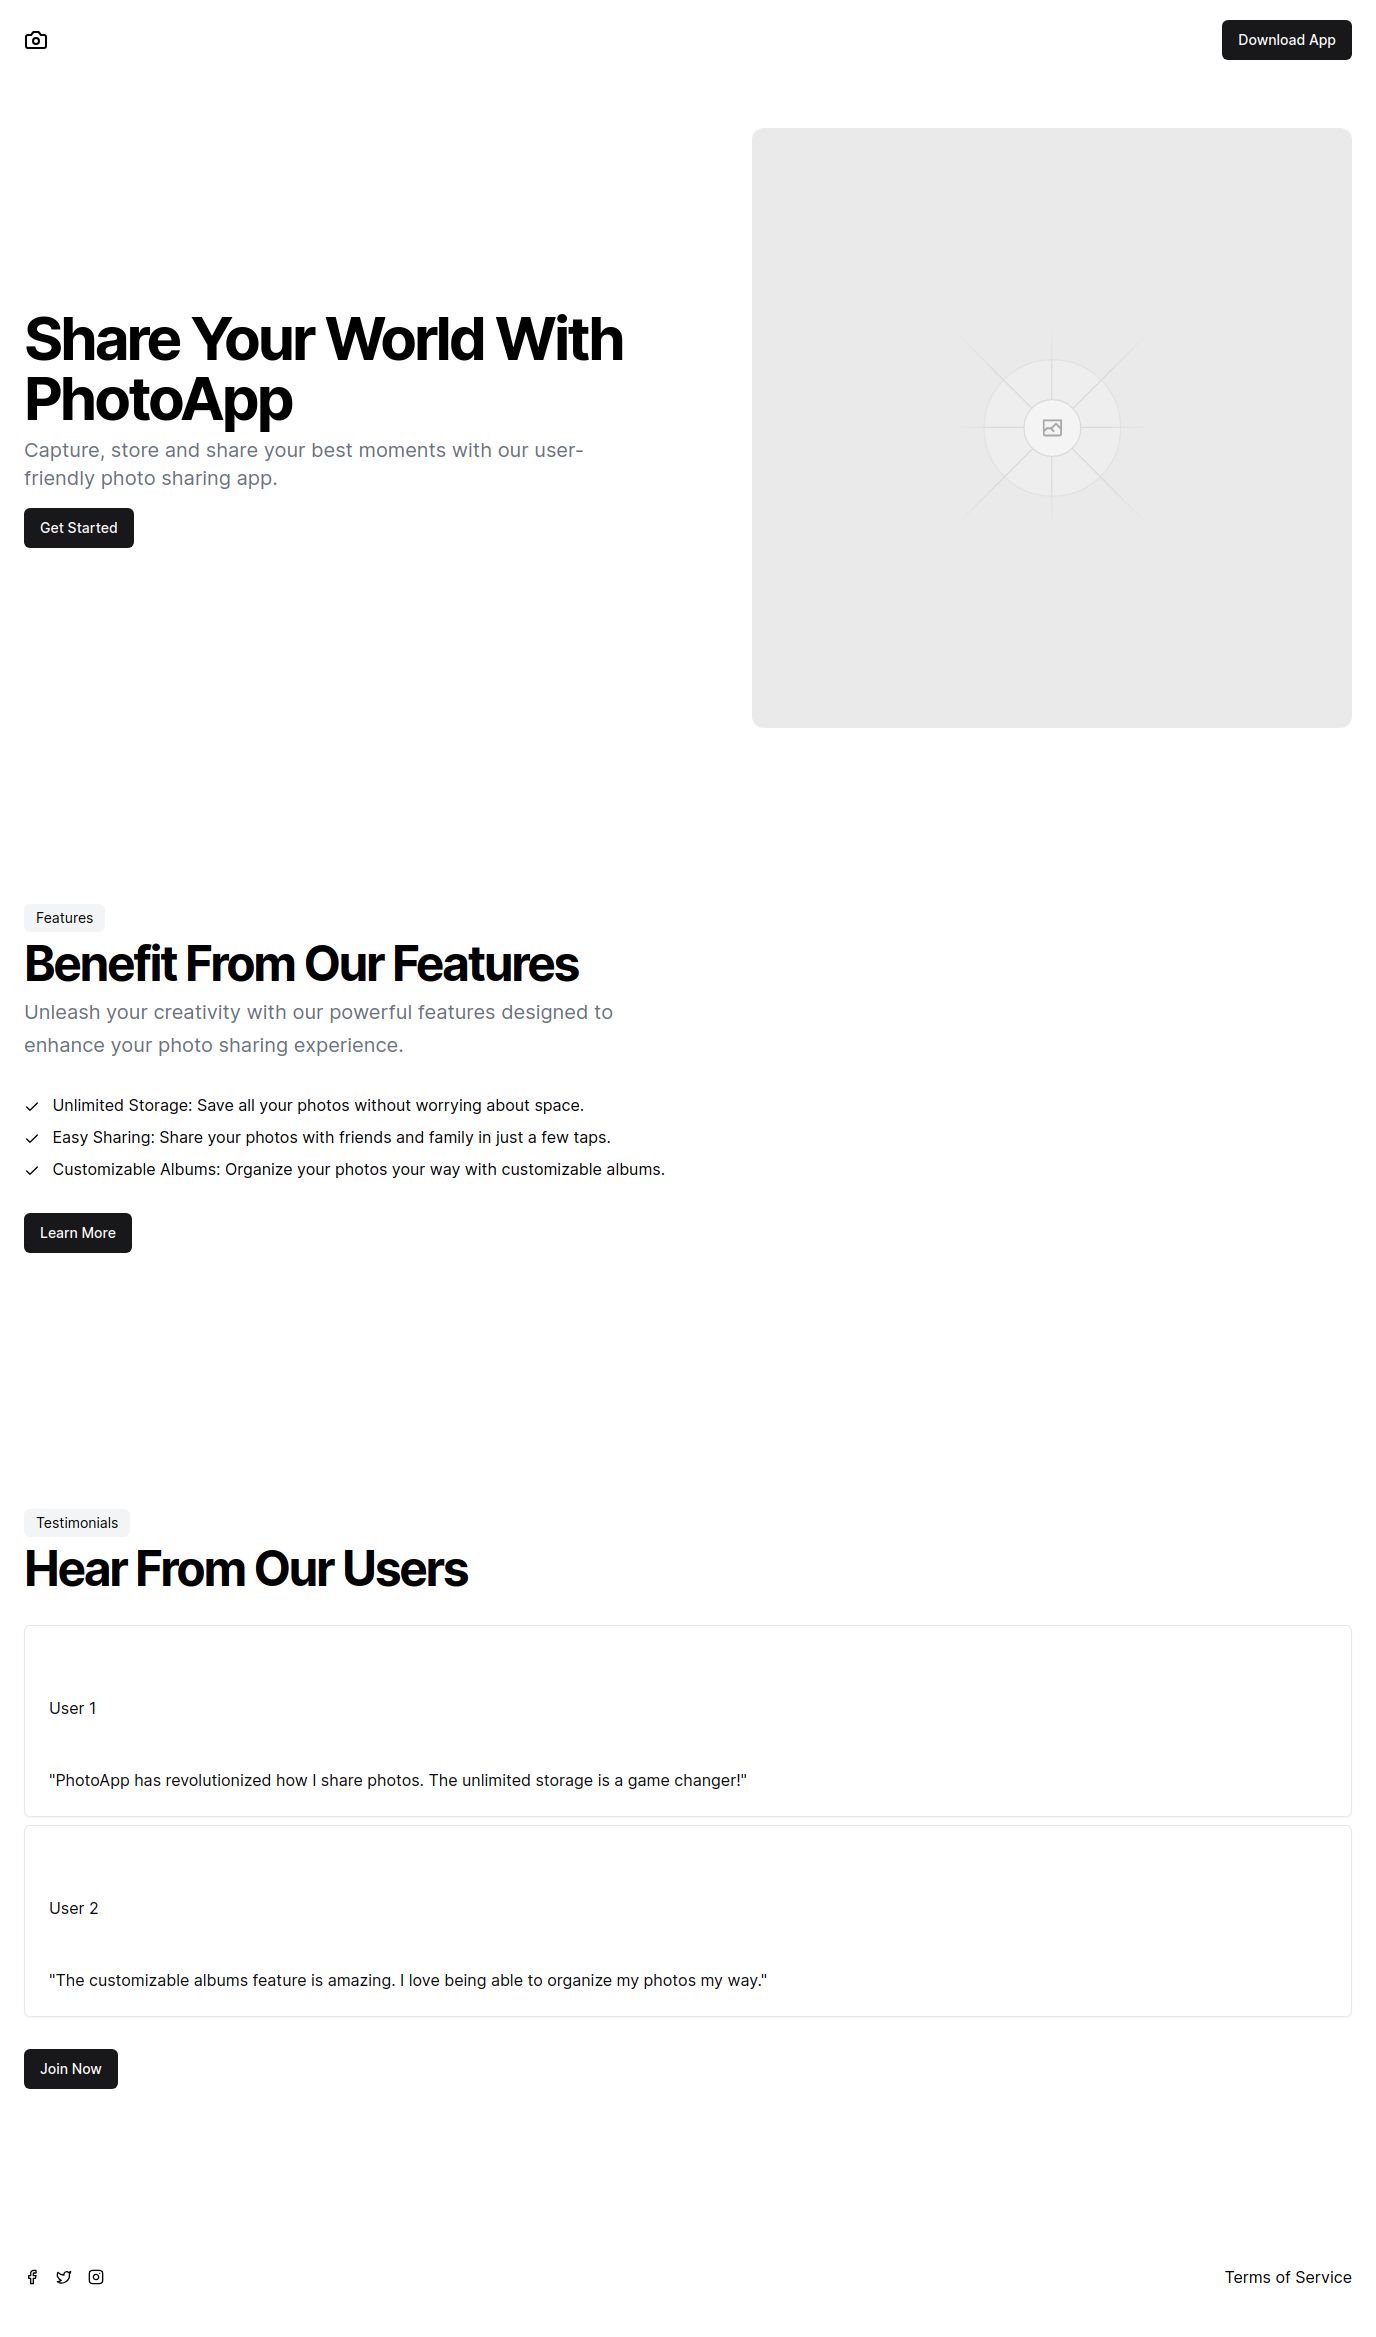 Download App
Share Your World With
PhotoApp
Capture, store and share your best moments with our user-
friendly photo sharing app.
Get Started
Features
Benefit From Our Features
Unleash your creativity with our powerful features designed to
enhance your photo sharing experience.
Unlimited Storage: Save all your photos without worrying about space.
Easy Sharing: Share your photos with friends and family in just a few taps.
Customizable Albums: Organize your photos your way with customizable albums.
Learn More
Testimonials
Hear From Our Users
User 1
"PhotoApp has revolutionized how I share photos. The unlimited storage is a game changer!"
User 2
"The customizable albums feature is amazing. I love being able to organize my photos my way."
Join Now
Terms of Service